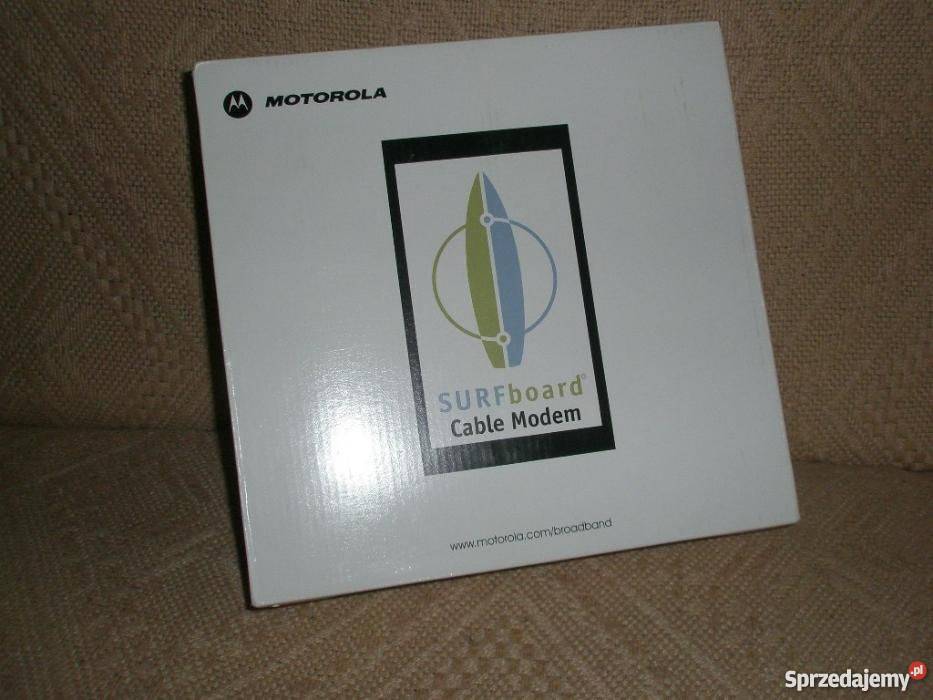 MOTOROLA
SURFboard®
Cable Modem
www.motorola.com/broadband
Sprzedajemy.pl